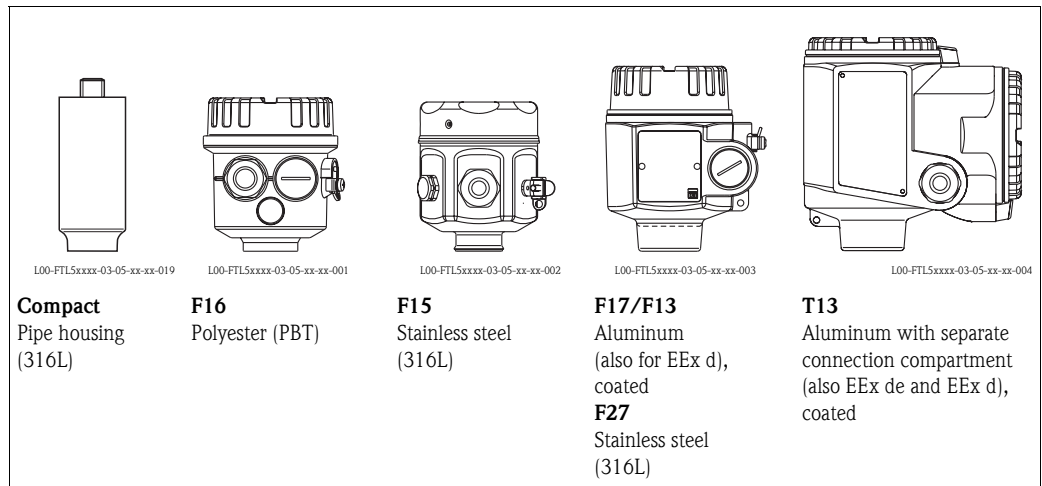 L00-FTL5xxxx-03-05-xx-xx-019
L00-FTL5xxxx-03-05-xx-xx-001
L00-FTL5xxxx-03-05-xx-xx-002
L00-FTL5xxxx-03-05-xx-xx-003
L00-FTL5xxxx-03-05-xx-xx-004
Compact
Pipe housing
(316L)
F16
Polyester (PBT)
F15
Stainless steel
(316L)
F17/F13
Aluminum
(also for EEx d),
coated
F27
Stainless steel
(316L)
T13
Aluminum with separate
connection compartment
(also EEx de and EEx d),
coated